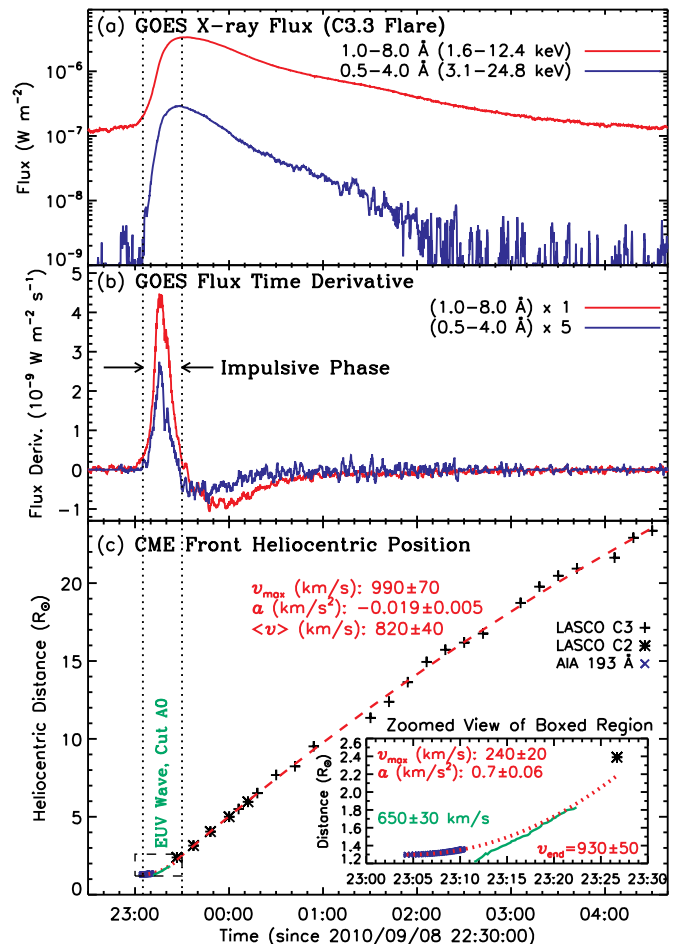 (a) GOES X-ray Flux (C3.3 Flare)
1.0-8.0 Å (1.6-12.4 keV)
0.5-4.0 Å (3.1-24.8 keV)
Flux (W m⁻²)
10⁻⁶
10⁻⁷
10⁻⁸
10⁻⁹
(b) GOES Flux Time Derivative
(1.0-8.0 Å) x 1
(0.5-4.0 Å) x 5
Impulsive Phase
Flux Deriv. (10⁻⁹ W m⁻² s⁻¹)
5
4
3
2
1
0
-1
(c) CME Front Heliocentric Position
υmax (km/s): 990±70
a (km/s²): -0.019±0.005
<υ> (km/s): 820±40
LASCO C3
LASCO C2
AIA 193 Å
EUV Wave, Cut A0
Heliocentric Distance (R⊙)
20
15
10
5
0
Zoomed View of Boxed Region
υmax (km/s): 240±20
a (km/s²): 0.7±0.06
650±30 km/s
υend=930±50
Distance (R⊙)
2.6
2.4
2.2
2.0
1.8
1.6
1.4
1.2
23:00 23:05 23:10 23:15 23:20 23:25 23:30
23:00 00:00 01:00 02:00 03:00 04:00
Time (since 2010/09/08 22:30:00)